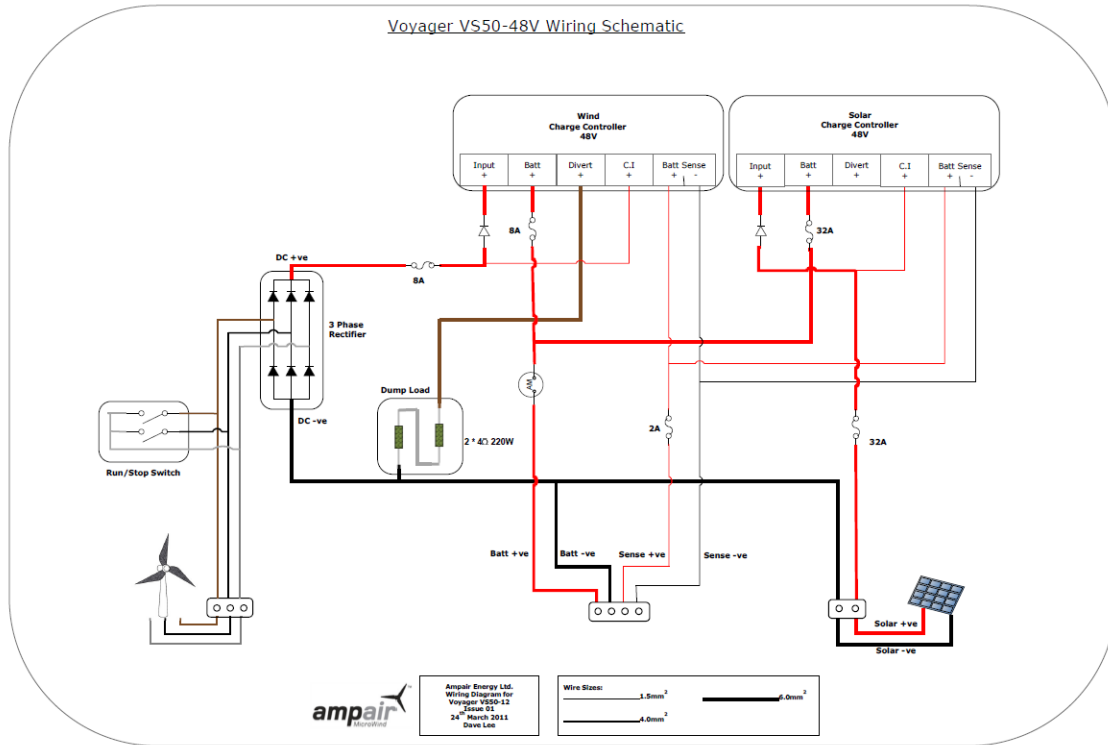 Voyager VS50-48V Wiring Schematic
Wind
Charge Controller
48V
Input
+
Batt
+
Divert
+
C.I
+
Batt Sense
+ -
Solar
Charge Controller
48V
Input
+
Batt
+
Divert
+
C.I
+
Batt Sense
+ -
8A
32A
DC +ve
8A
3 Phase
Rectifier
AM
Dump Load
DC -ve
2A
2 * 4Ω 220W
32A
Run/Stop Switch
Batt +ve
Batt -ve
Sense +ve
Sense -ve
Solar +ve
Solar -ve
ampair™
MicroWind
Ampair Energy Ltd.
Wiring Diagram for
Voyager VS50-12
Issue 01
24th March 2011
Dave Lee
Wire Sizes:
1.5mm²
6.0mm²
4.0mm²